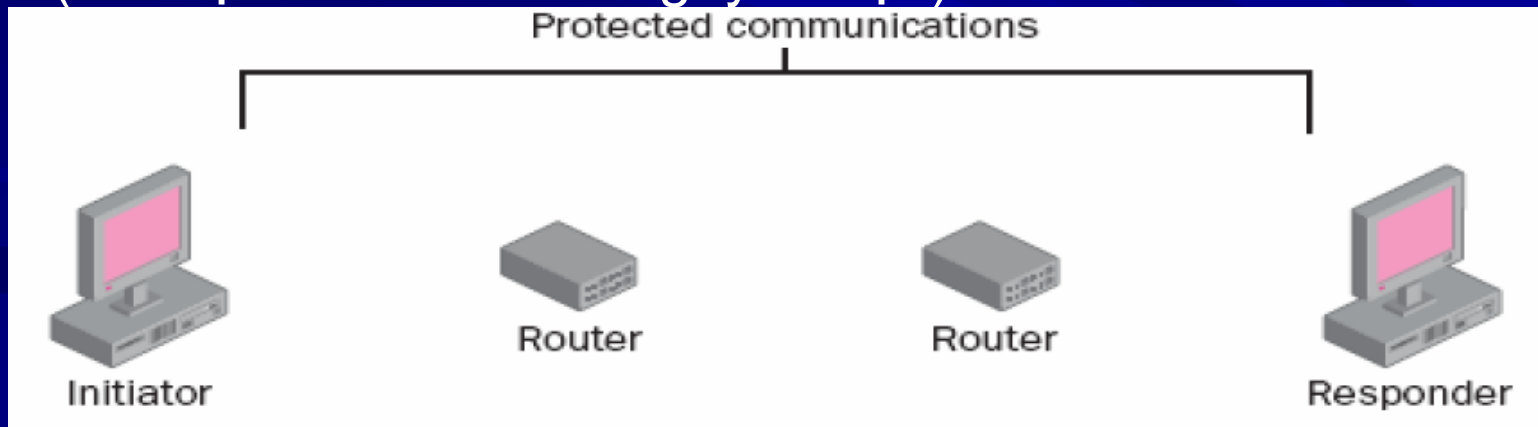 Protected communications
Router
Router
Initiator
Responder